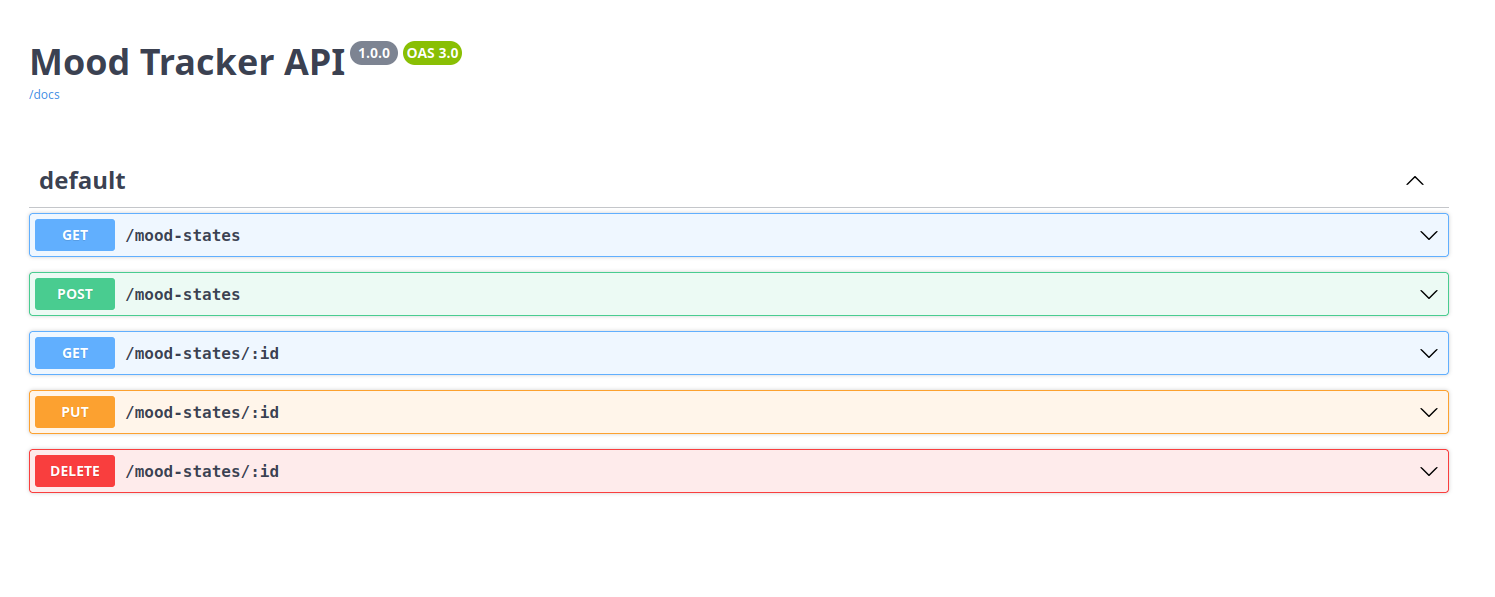 Mood Tracker API 1.0.0 OAS 3.0
/docs
default
GET /mood-states
POST /mood-states
GET /mood-states/:id
PUT /mood-states/:id
DELETE /mood-states/:id